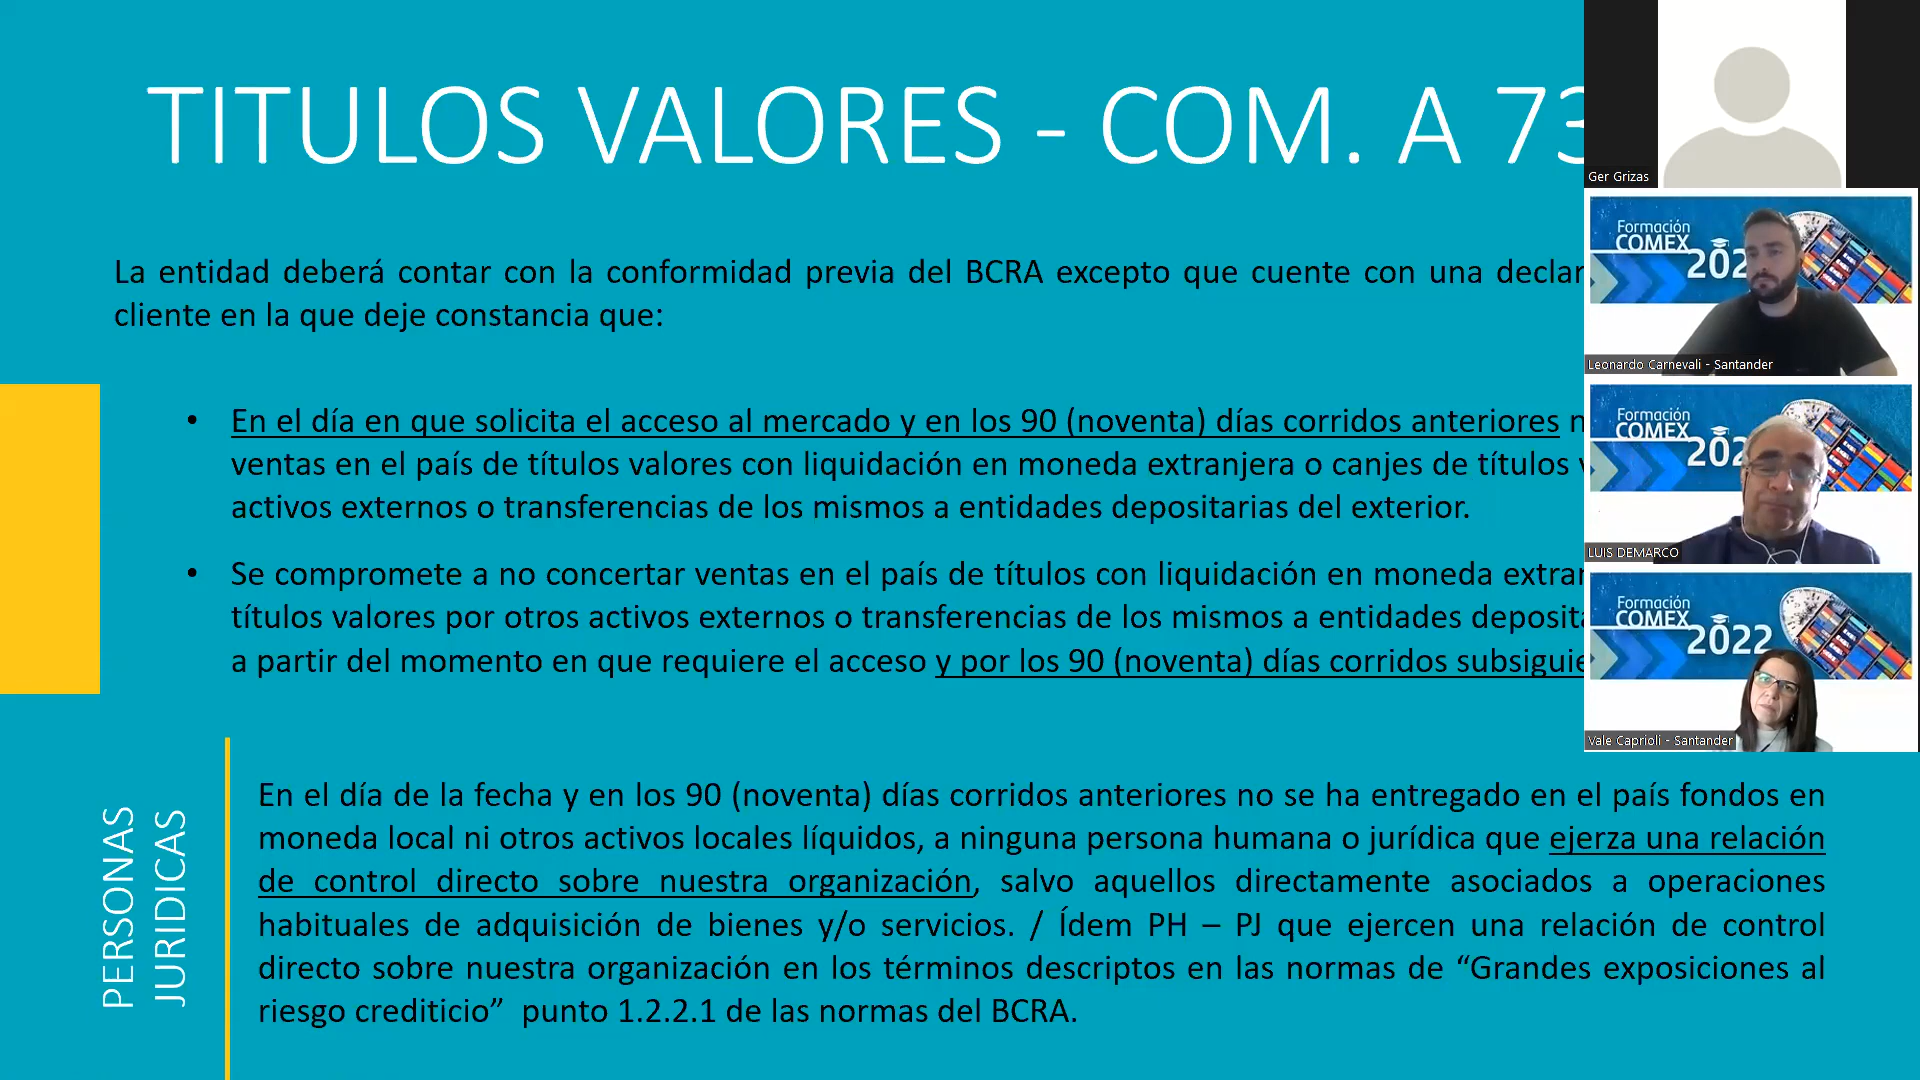 TITULOS VALORES - COM. A 73
La entidad deberá contar con la conformidad previa del BCRA excepto que cuente con una declar
cliente en la que deje constancia que:
• En el día en que solicita el acceso al mercado y en los 90 (noventa) días corridos anteriores n
ventas en el país de títulos valores con liquidación en moneda extranjera o canjes de títulos
activos externos o transferencias de los mismos a entidades depositarias del exterior.
• Se compromete a no concertar ventas en el país de títulos con liquidación en moneda extran
títulos valores por otros activos externos o transferencias de los mismos a entidades deposita
a partir del momento en que requiere el acceso y por los 90 (noventa) días corridos subsiguie
PERSONAS
JURIDICAS
En el día de la fecha y en los 90 (noventa) días corridos anteriores no se ha entregado en el país fondos en
moneda local ni otros activos locales líquidos, a ninguna persona humana o jurídica que ejerza una relación
de control directo sobre nuestra organización, salvo aquellos directamente asociados a operaciones
habituales de adquisición de bienes y/o servicios. / Ídem PH – PJ que ejercen una relación de control
directo sobre nuestra organización en los términos descriptos en las normas de “Grandes exposiciones al
riesgo crediticio” punto 1.2.2.1 de las normas del BCRA.
Ger Grizas
Formación
COMEX
202
Leonardo Carnevali - Santander
Formación
COMEX
202
LUIS DEMARCO
Formación
COMEX
2022
Vale Caprioli - Santander